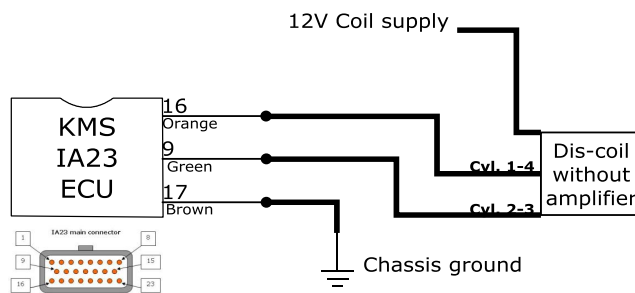 12V Coil supply
KMS
IA23
ECU
16
Orange
9
Green
17
Brown
Cyl. 1-4
Cyl. 2-3
Dis-coil
without
amplifier
Chassis ground
IA23 main connector
1
8
9
15
16
23